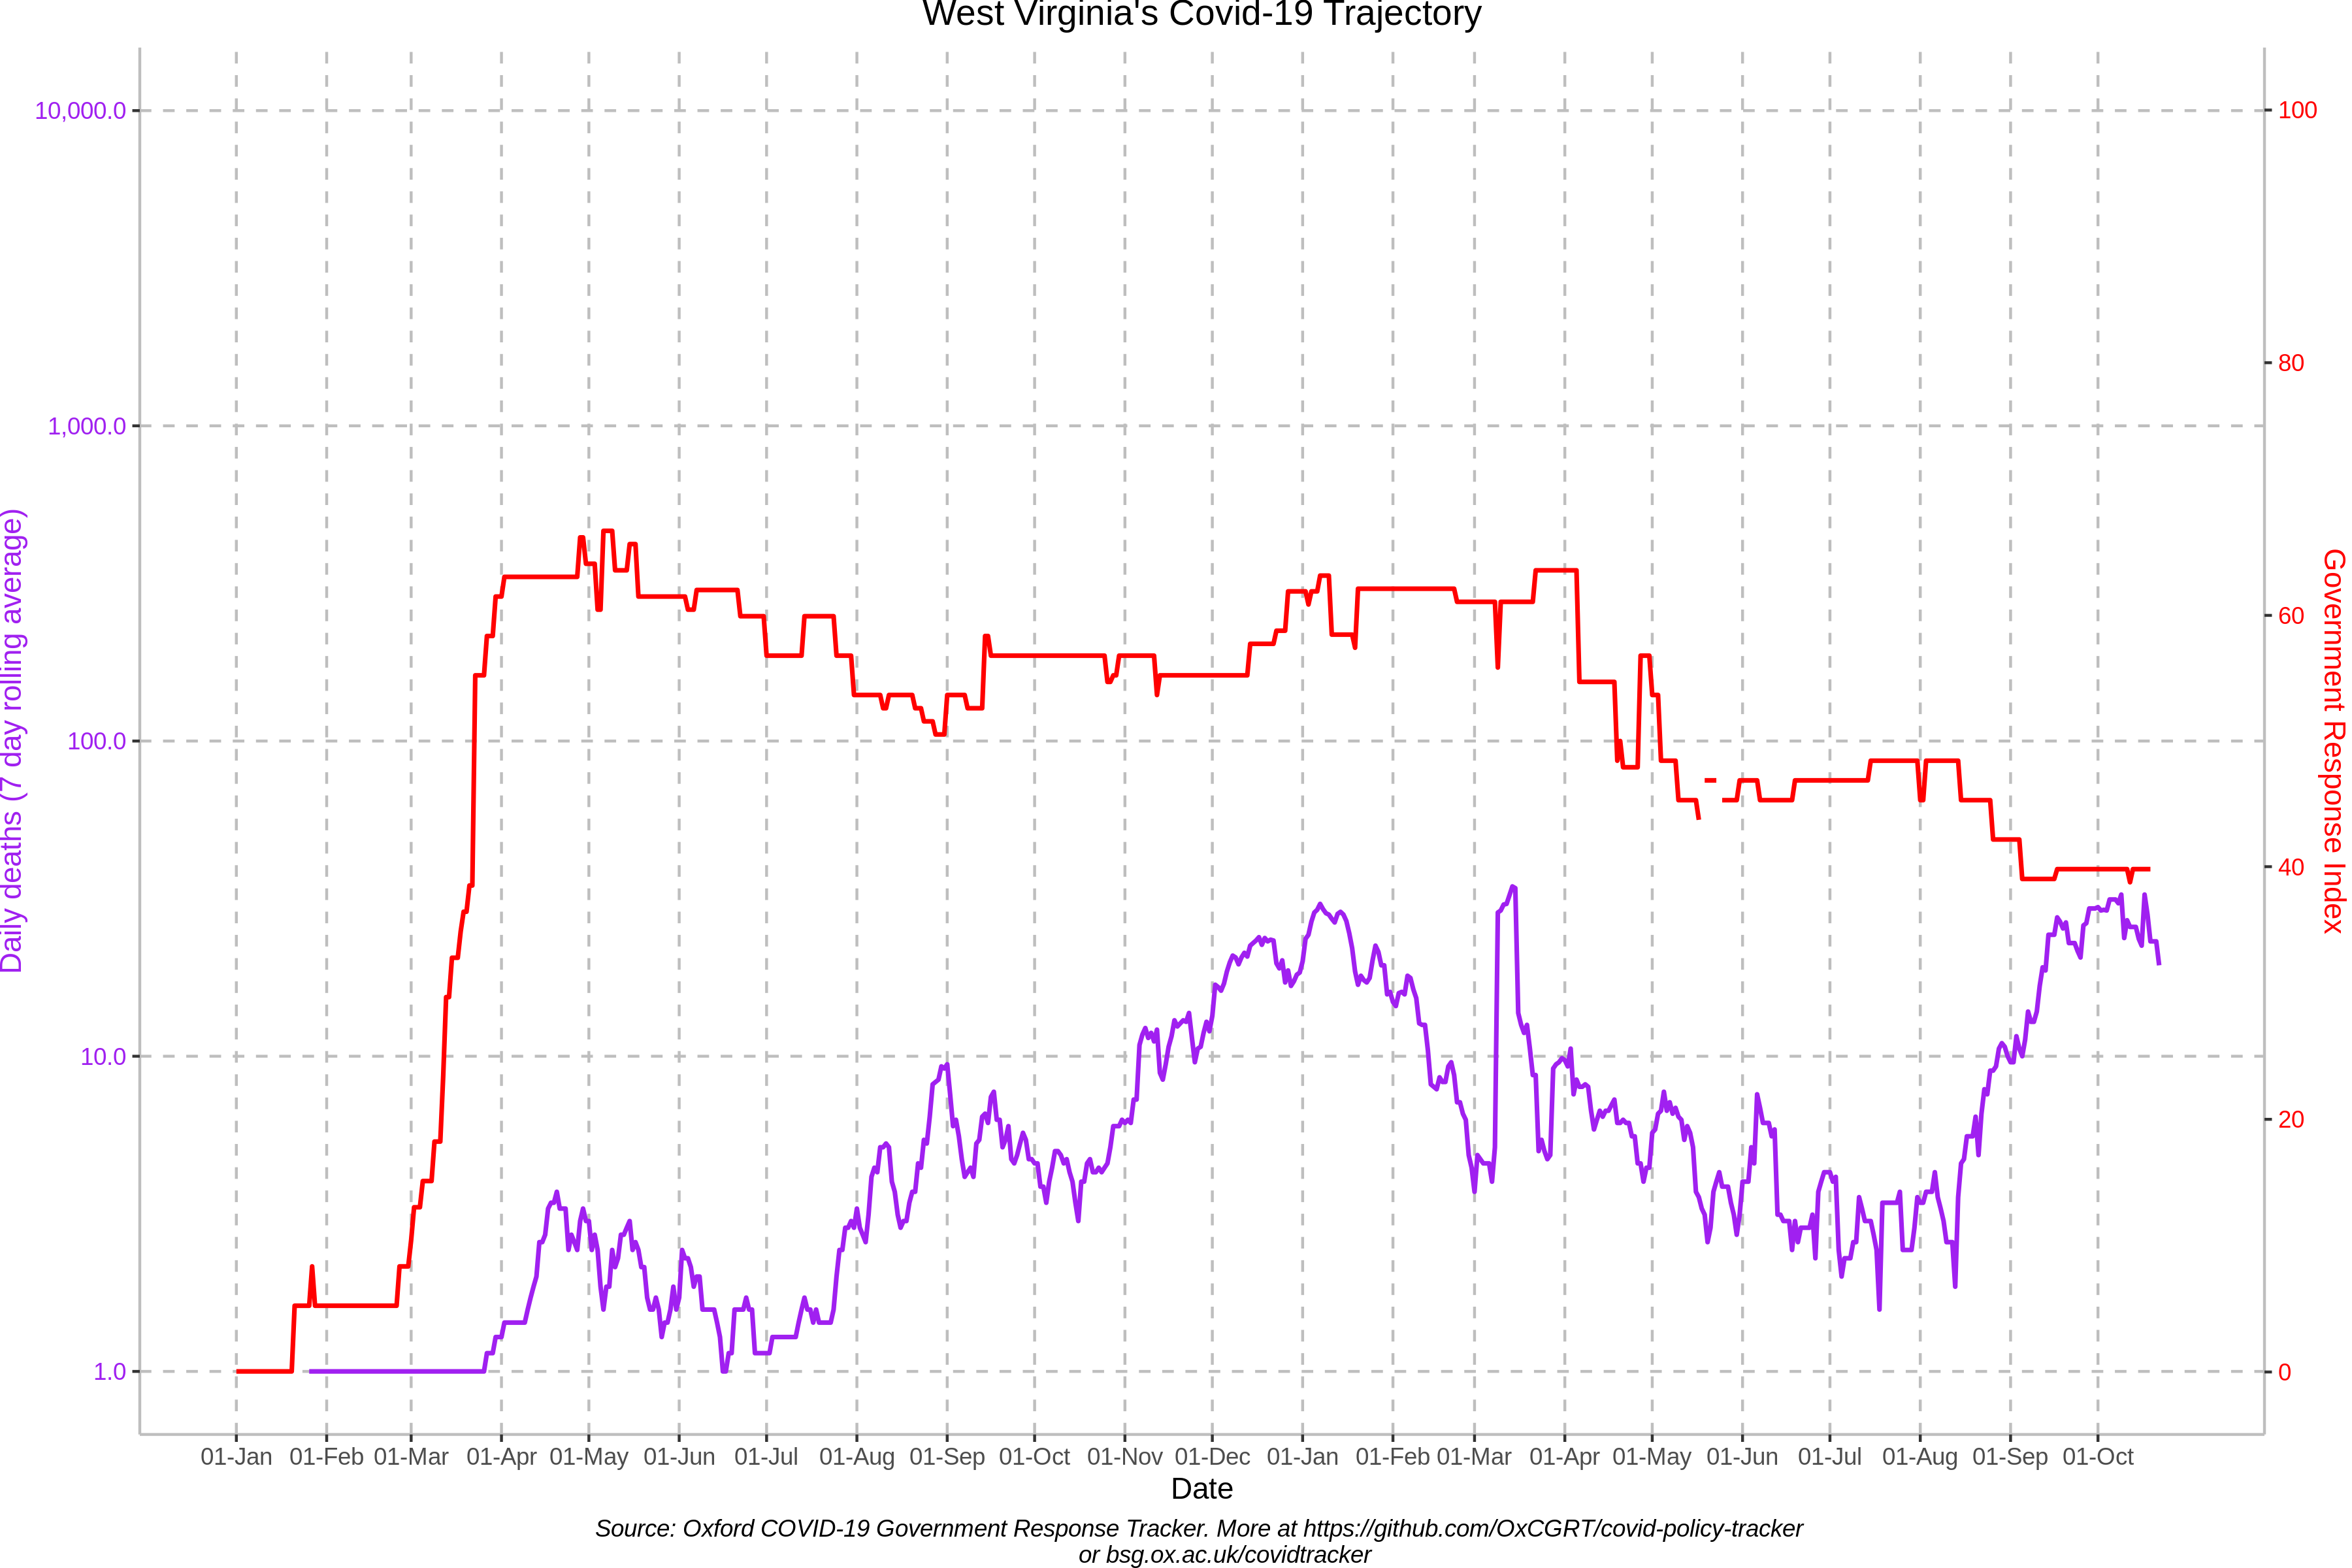 West Virginia's Covid-19 Trajectory
10,000.0
1,000.0
100.0
10.0
1.0
Daily deaths (7 day rolling average)
100
80
60
40
20
0
Government Response Index
01-Jan 01-Feb 01-Mar 01-Apr 01-May 01-Jun 01-Jul 01-Aug 01-Sep 01-Oct 01-Nov 01-Dec 01-Jan 01-Feb 01-Mar 01-Apr 01-May 01-Jun 01-Jul 01-Aug 01-Sep 01-Oct
Date
Source: Oxford COVID-19 Government Response Tracker. More at https://github.com/OxCGRT/covid-policy-tracker
or bsg.ox.ac.uk/covidtracker